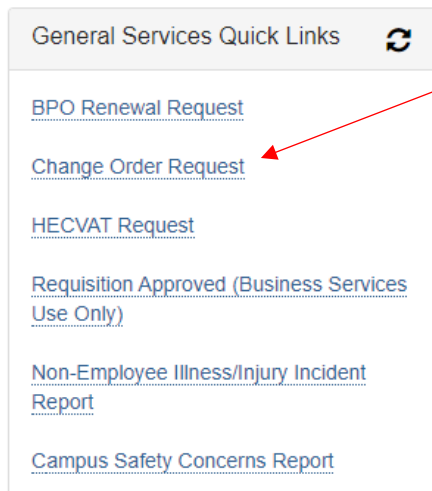 General Services Quick Links
BPO Renewal Request
Change Order Request
HECVAT Request
Requisition Approved (Business Services
Use Only)
Non-Employee Illness/Injury Incident
Report
Campus Safety Concerns Report